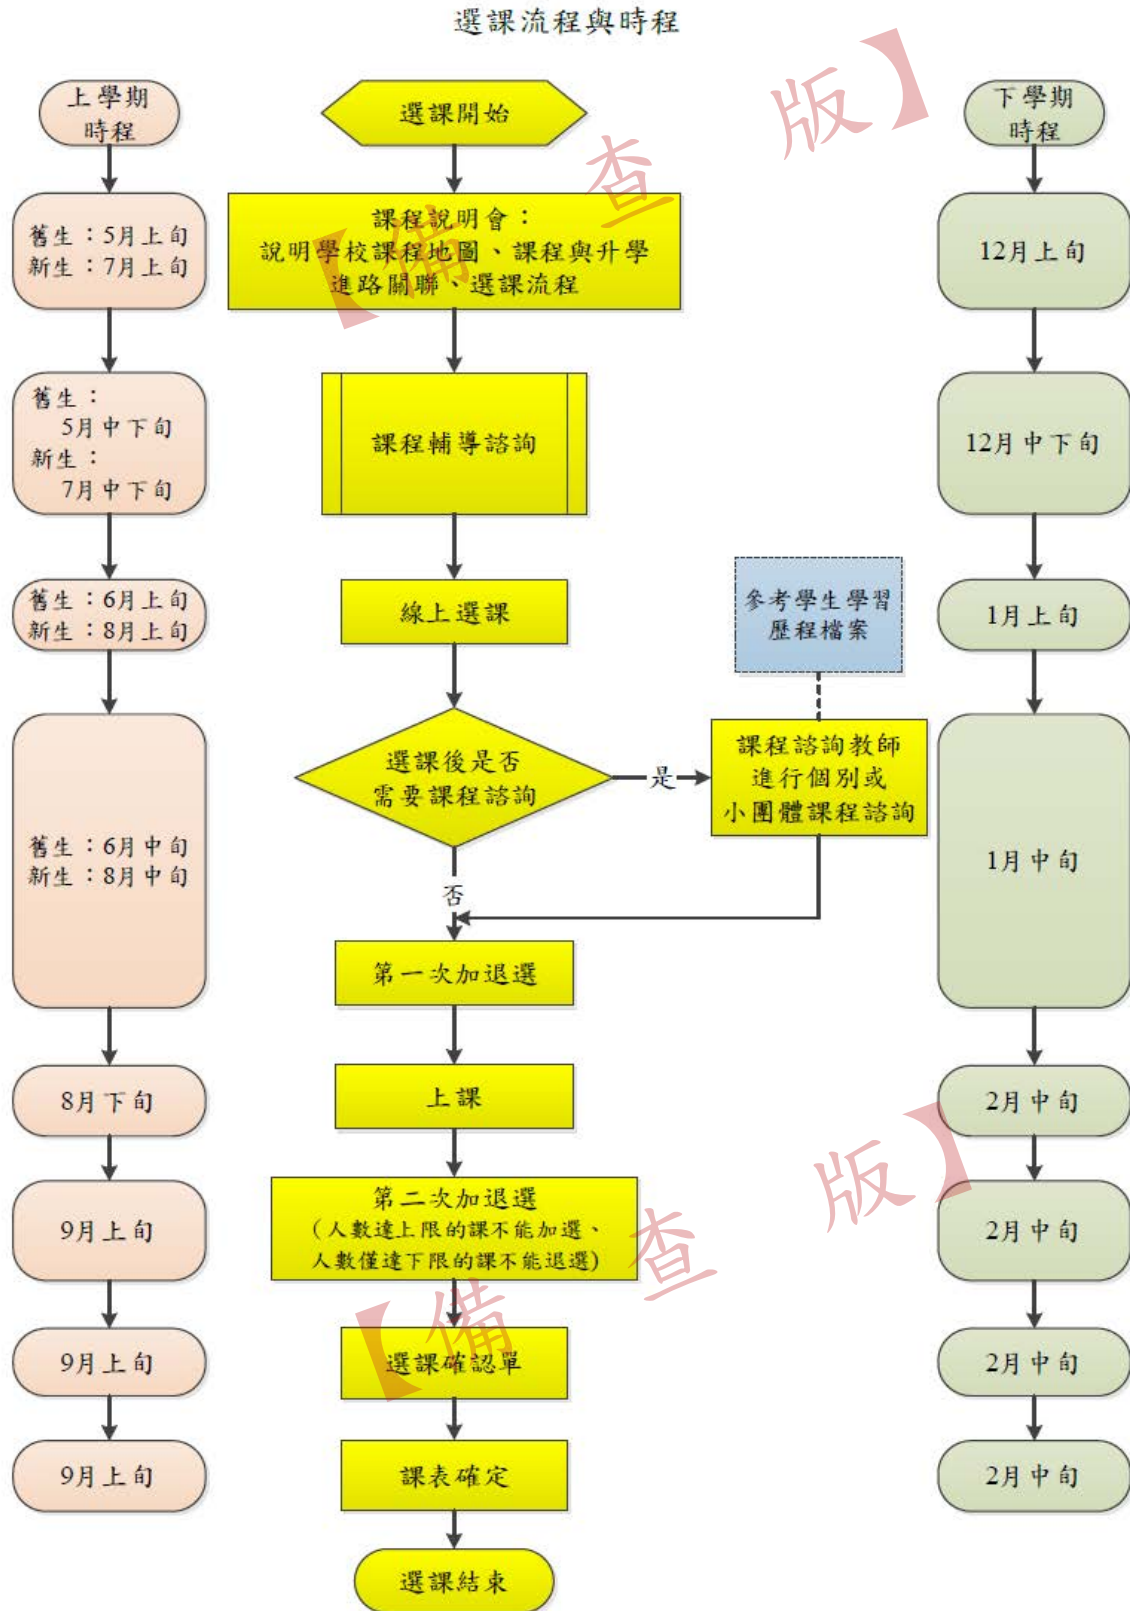 選課流程與時程
上學期
時程
選課開始
下學期
時程
舊生：5月上旬
新生：7月上旬
課程說明會：
說明學校課程地圖、課程與升學
進路關聯、選課流程
12月上旬
舊生：
5月中下旬
新生：
7月中下旬
課程輔導諮詢
12月中下旬
舊生：6月上旬
新生：8月上旬
線上選課
參考學生學習
歷程檔案
1月上旬
選課後是否
需要課程諮詢
是
課程諮詢教師
進行個別或
小團體課程諮詢
舊生：6月中旬
新生：8月中旬
1月中旬
否
第一次加退選
8月下旬
上課
2月中旬
9月上旬
第二次加退選
（人數達上限的課不能加選、
人數僅達下限的課不能退選)
2月中旬
9月上旬
選課確認單
2月中旬
9月上旬
課表確定
2月中旬
選課結束
【備查版】
【備查版】